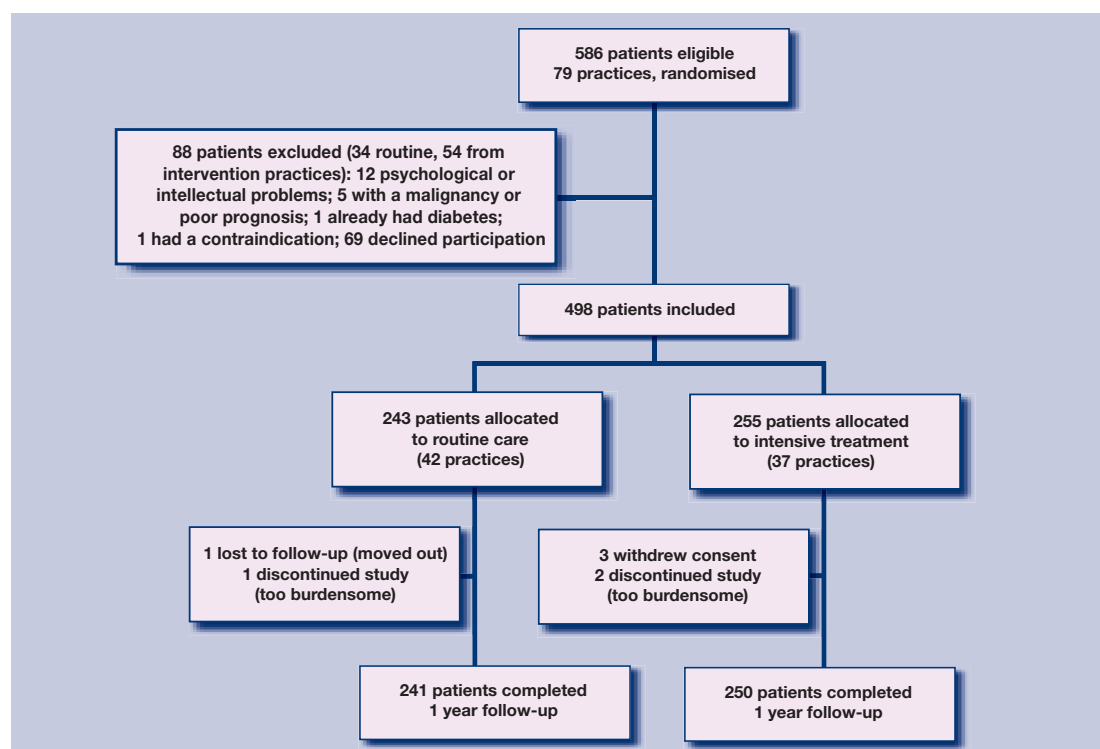 586 patients eligible
79 practices, randomised
88 patients excluded (34 routine, 54 from
intervention practices): 12 psychological or
intellectual problems; 5 with a malignancy or
poor prognosis; 1 already had diabetes;
1 had a contraindication; 69 declined participation
498 patients included
243 patients allocated
to routine care
(42 practices)
255 patients allocated
to intensive treatment
(37 practices)
1 lost to follow-up (moved out)
1 discontinued study
(too burdensome)
3 withdrew consent
2 discontinued study
(too burdensome)
241 patients completed
1 year follow-up
250 patients completed
1 year follow-up